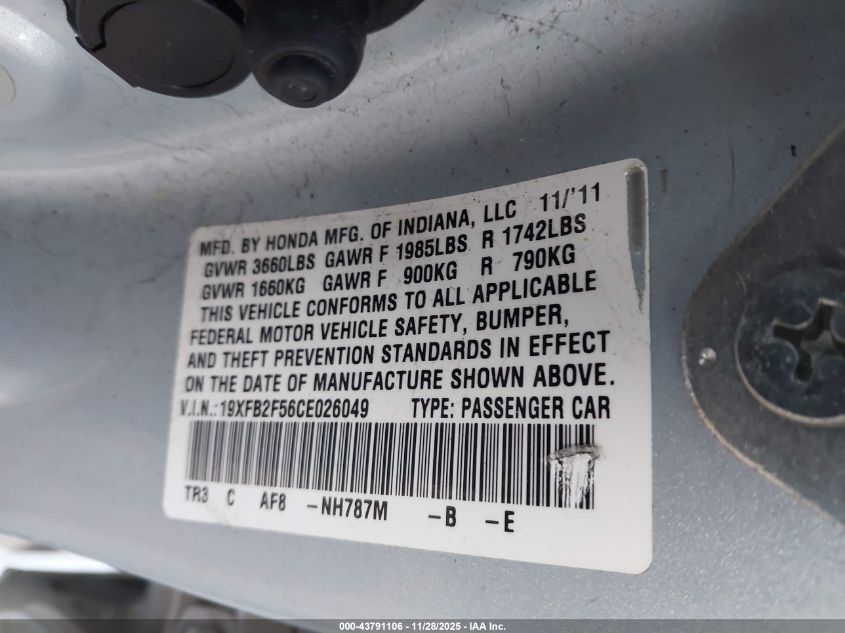 MFD. BY HONDA MFG. OF INDIANA, LLC 11/'11
GVWR 3660LBS GAWR F 1985LBS R 1742LBS
GVWR 1660KG GAWR F 900KG R 790KG
THIS VEHICLE CONFORMS TO ALL APPLICABLE
FEDERAL MOTOR VEHICLE SAFETY, BUMPER,
AND THEFT PREVENTION STANDARDS IN EFFECT
ON THE DATE OF MANUFACTURE SHOWN ABOVE.
V.I.N.:19XFB2F56CE026049 TYPE: PASSENGER CAR
TR3 C AF8 -NH787M -B -E
000-43791106 - 11/28/2025 - IAA Inc.